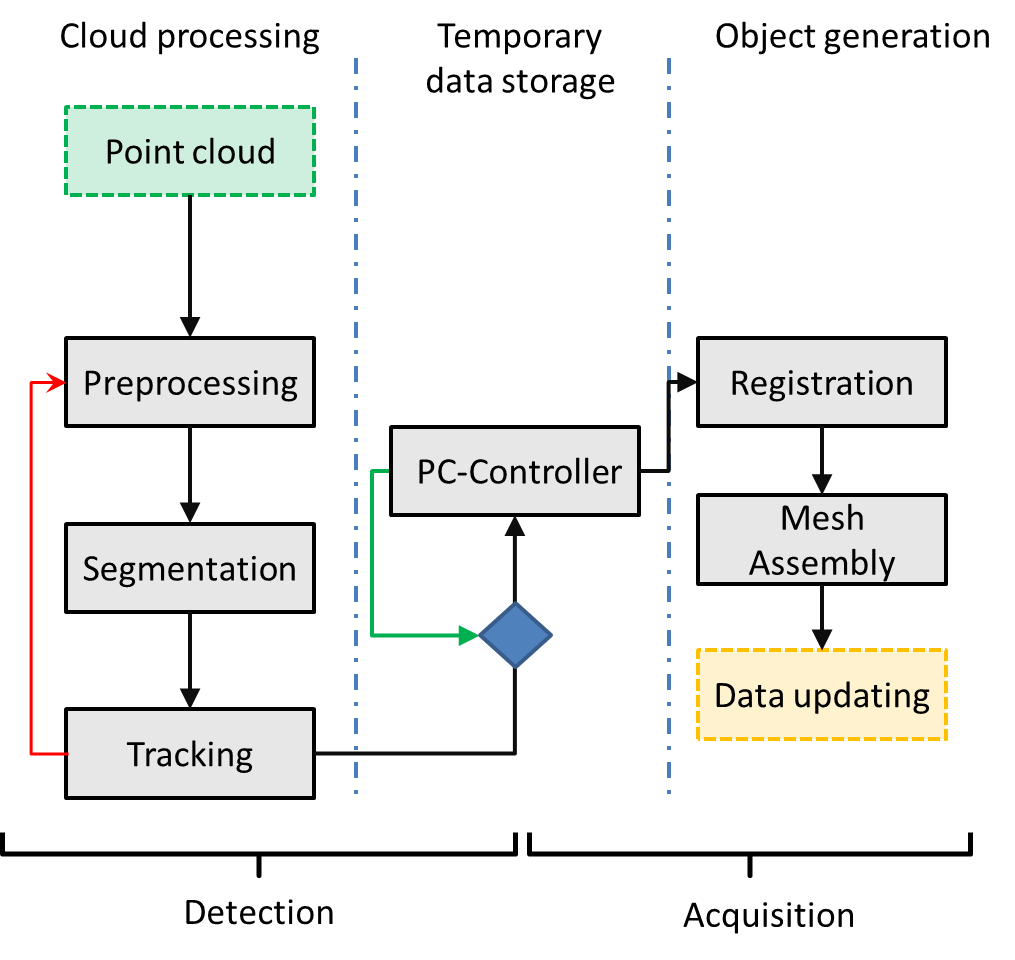 Cloud processing
Temporary
data storage
Object generation
Point cloud
Preprocessing
Segmentation
Tracking
PC-Controller
Registration
Mesh
Assembly
Data updating
Detection
Acquisition